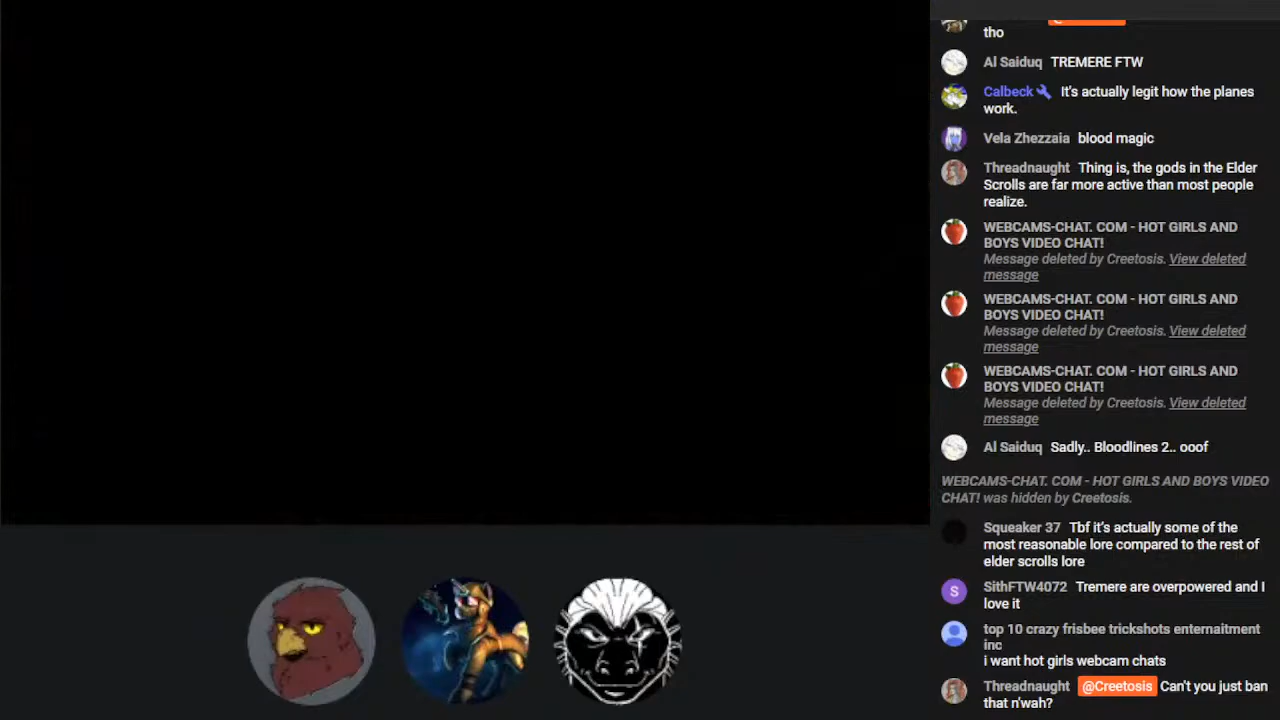 tho
Al Saiduq TREMERE FTW
Calbeck It's actually legit how the planes
work.
Vela Zhezzaia blood magic
Threadnaught Thing is, the gods in the Elder
Scrolls are far more active than most people
realize.
WEBCAMS-CHAT. COM - HOT GIRLS AND
BOYS VIDEO CHAT!
Message deleted by Creetosis. View deleted
message
WEBCAMS-CHAT. COM - HOT GIRLS AND
BOYS VIDEO CHAT!
Message deleted by Creetosis. View deleted
message
WEBCAMS-CHAT. COM - HOT GIRLS AND
BOYS VIDEO CHAT!
Message deleted by Creetosis. View deleted
message
Al Saiduq Sadly.. Bloodlines 2.. ooof
WEBCAMS-CHAT. COM - HOT GIRLS AND BOYS VIDEO
CHAT! was hidden by Creetosis.
Squeaker 37 Tbf it's actually some of the
most reasonable lore compared to the rest of
elder scrolls lore
S SithFTW4072 Tremere are overpowered and I
love it
top 10 crazy frisbee trickshots enternaitment
inc
i want hot girls webcam chats
Threadnaught @Creetosis Can't you just ban
that n'wah?